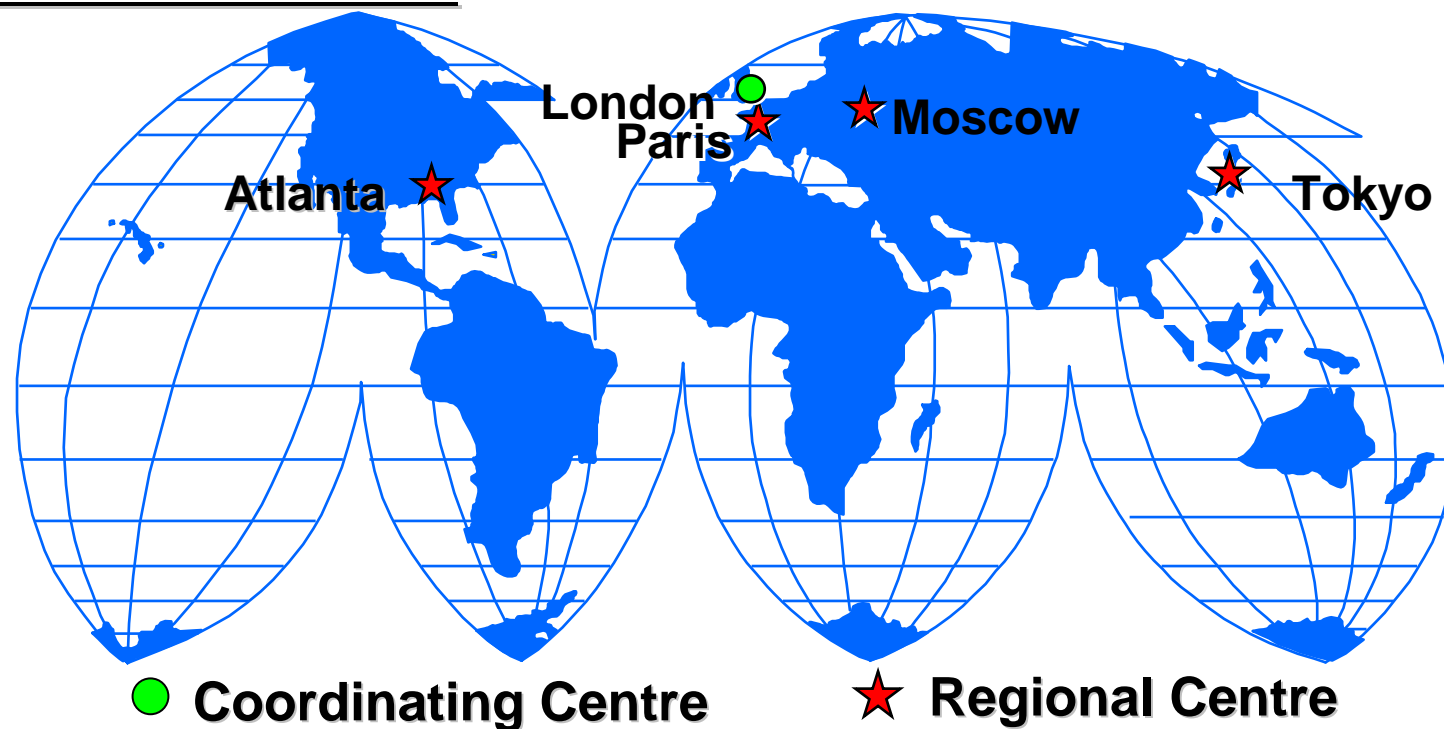 London
Paris
Moscow
Atlanta
Tokyo
Coordinating Centre
Regional Centre